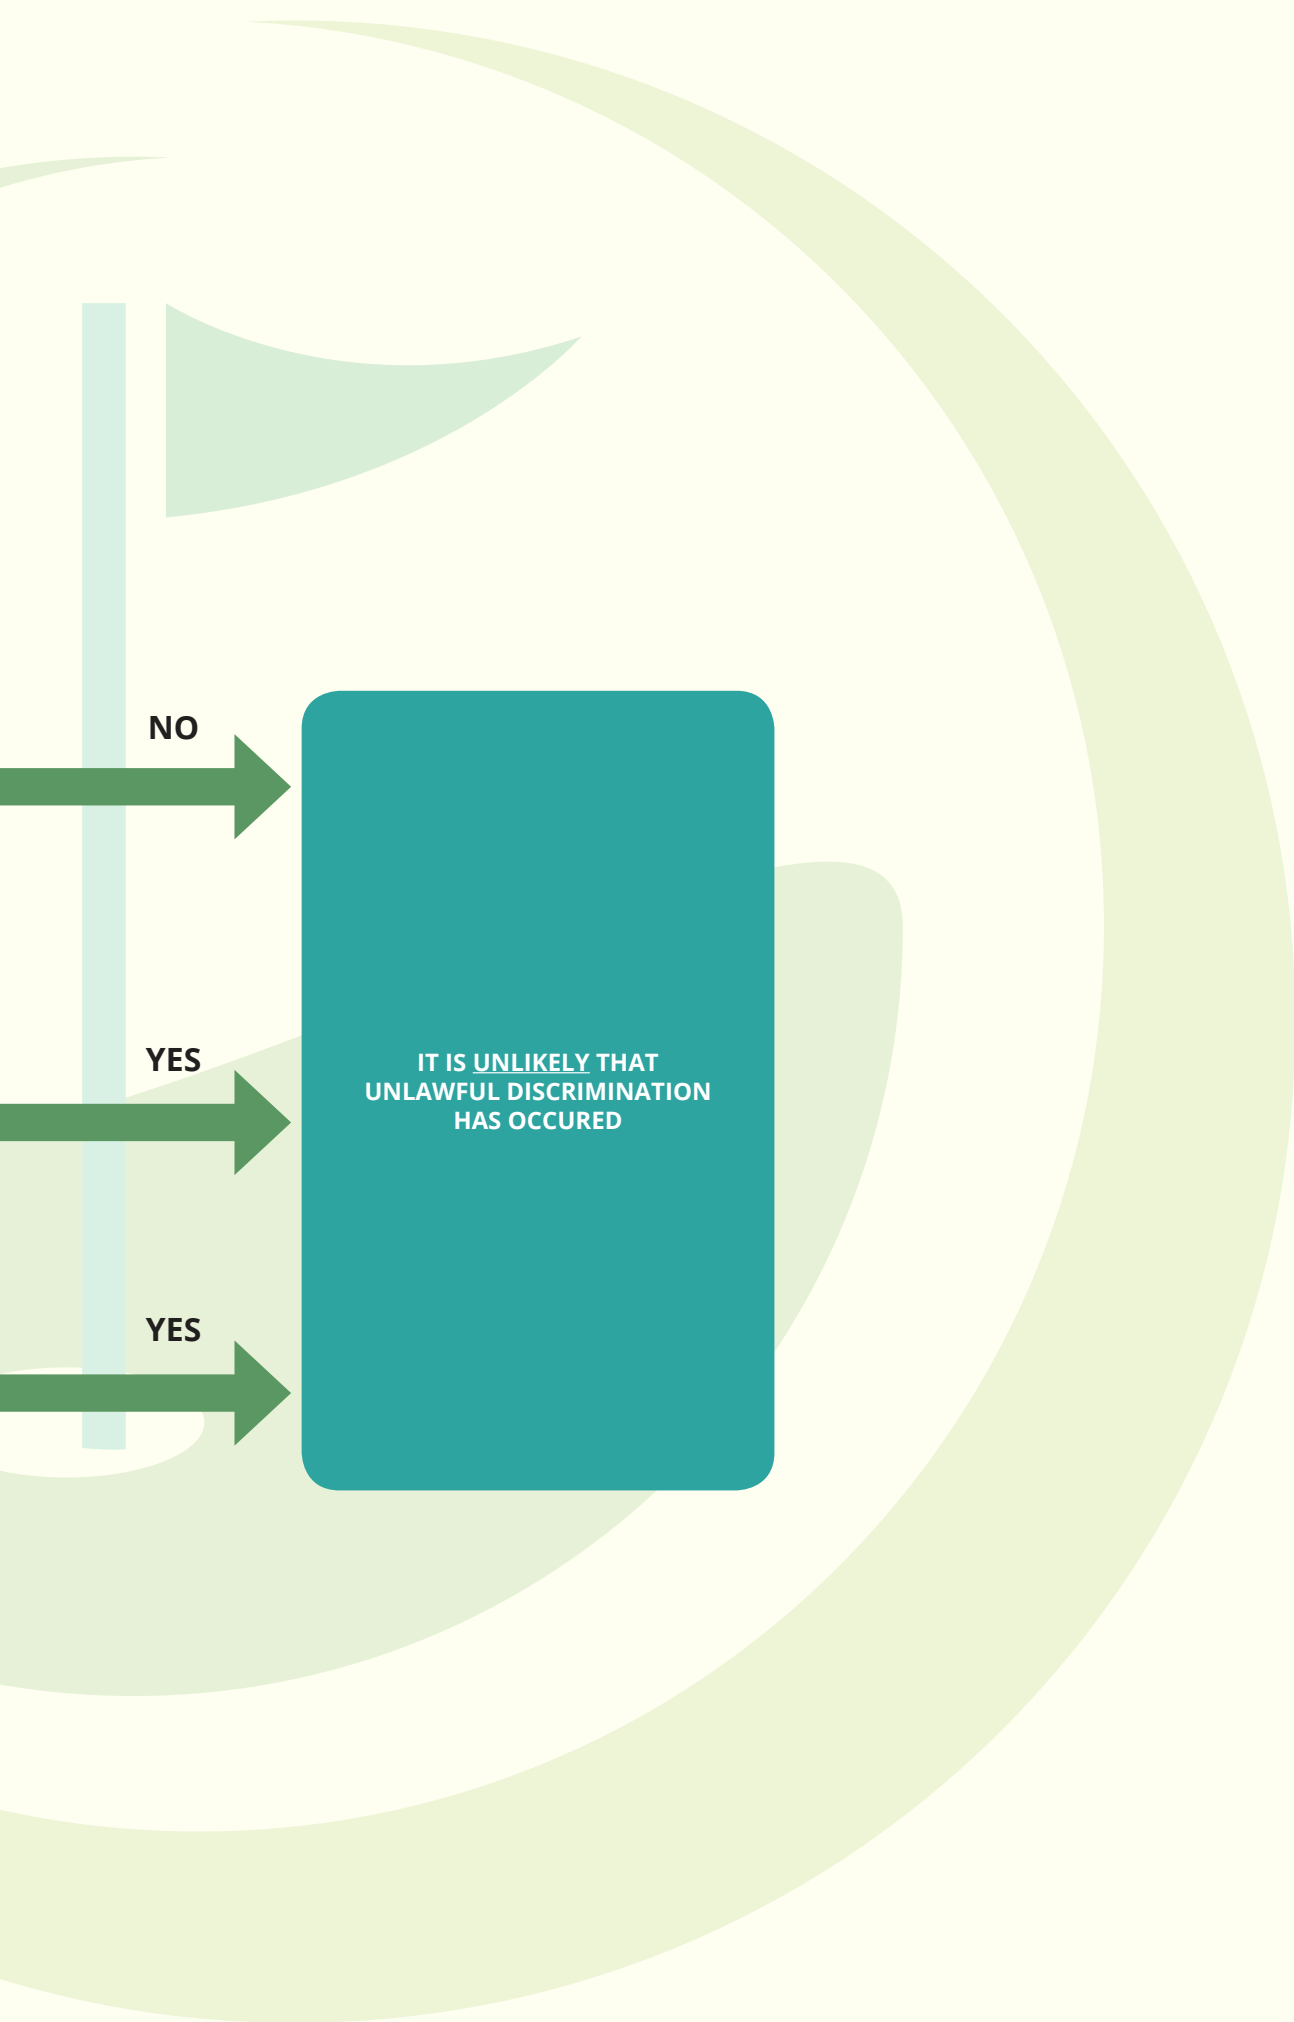 NO
YES
IT IS UNLIKELY THAT
UNLAWFUL DISCRIMINATION
HAS OCCURED
YES